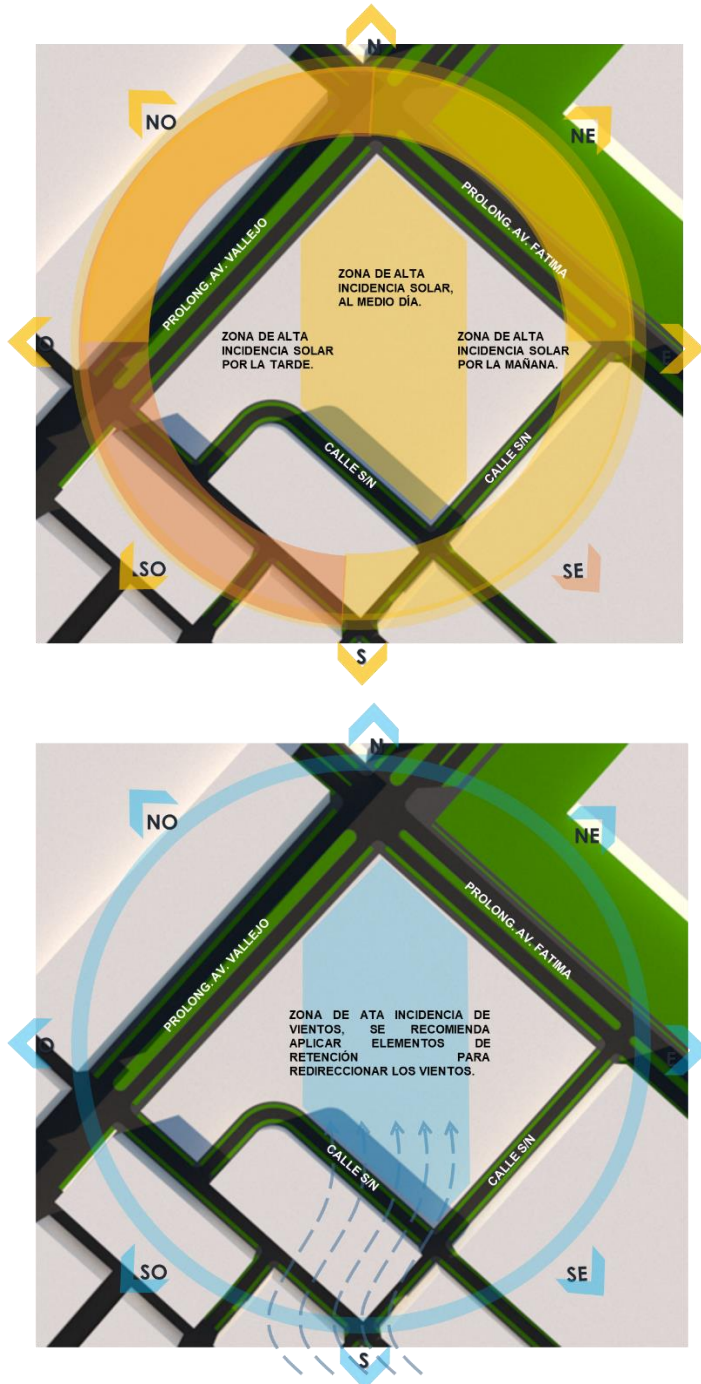 N
NO
NE
PROLONG. AV. VALLEJO
PROLONG. AV. FATIMA
ZONA DE ALTA
INCIDENCIA SOLAR,
AL MEDIO DÍA.
ZONA DE ALTA
INCIDENCIA SOLAR
POR LA TARDE.
ZONA DE ALTA
INCIDENCIA SOLAR
POR LA MAÑANA.
O
E
CALLE S/N
CALLE S/N
SO
SE
S
N
NO
NE
PROLONG. AV. VALLEJO
PROLONG. AV. FATIMA
ZONA DE ATA INCIDENCIA DE
VIENTOS, SE RECOMIENDA
APLICAR ELEMENTOS DE
RETENCIÓN PARA
REDIRECCIONAR LOS VIENTOS.
O
E
CALLE S/N
CALLE S/N
SO
SE
S